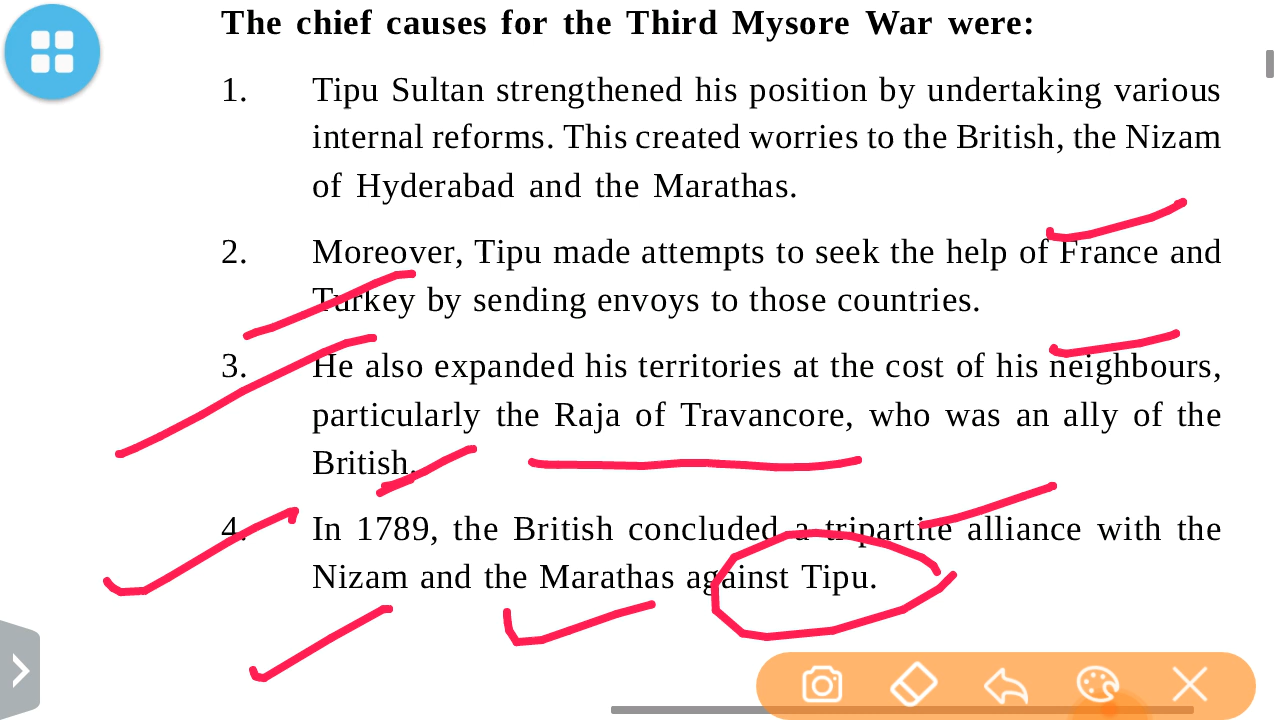 The chief causes for the Third Mysore War were:
1. Tipu Sultan strengthened his position by undertaking various
internal reforms. This created worries to the British, the Nizam
of Hyderabad and the Marathas.
2. Moreover, Tipu made attempts to seek the help of France and
Turkey by sending envoys to those countries.
3. He also expanded his territories at the cost of his neighbours,
particularly the Raja of Travancore, who was an ally of the
British.
4. In 1789, the British concluded a tripartite alliance with the
Nizam and the Marathas against Tipu.